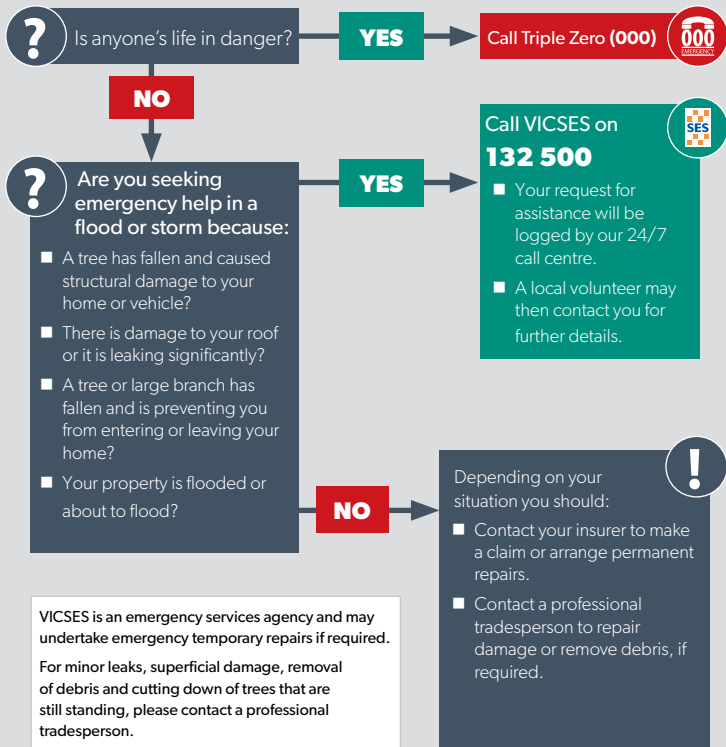 ?
Is anyone's life in danger?
YES
Call Triple Zero (000)
000
EMERGENCY
NO
?
Are you seeking
emergency help in a
flood or storm because:
A tree has fallen and caused
structural damage to your
home or vehicle?
There is damage to your roof
or it is leaking significantly?
A tree or large branch has
fallen and is preventing you
from entering or leaving your
home?
Your property is flooded or
about to flood?
YES
Call VICSES on
132 500
SES
Your request for
assistance will be
logged by our 24/7
call centre.
A local volunteer may
then contact you for
further details.
NO
!
Depending on your
situation you should:
Contact your insurer to make
a claim or arrange permanent
repairs.
Contact a professional
tradesperson to repair
damage or remove debris, if
required.
VICSES is an emergency services agency and may
undertake emergency temporary repairs if required.
For minor leaks, superficial damage, removal
of debris and cutting down of trees that are
still standing, please contact a professional
tradesperson.